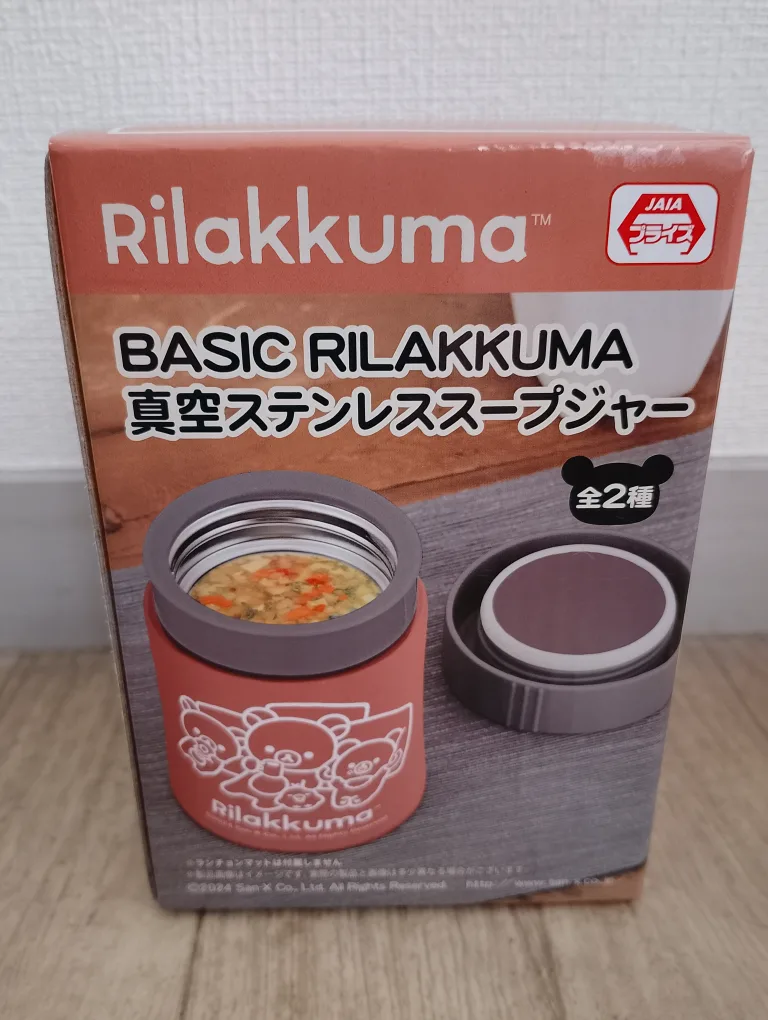 Rilakkuma™
JAIA
プライズ
BASIC RILAKKUMA
真空ステンレススープジャー
全2種
Rilakkuma
※ランチョンマットは付属しません
©2024 San-X Co., Ltd. All Rights Reserved.